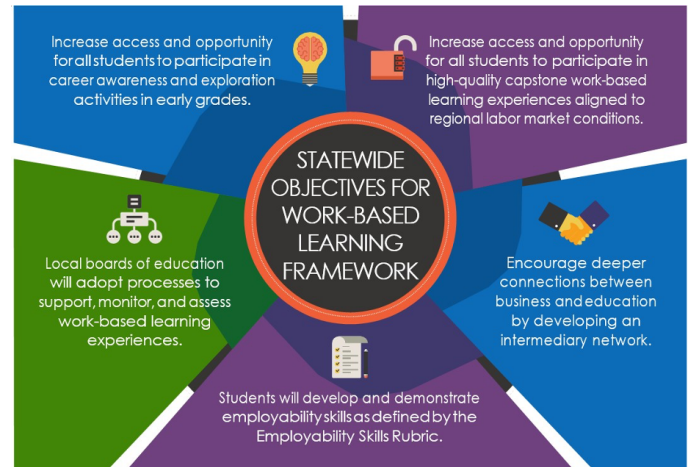 Increase access and opportunity
for all students to participate in
career awareness and exploration
activities in early grades.
Increase access and opportunity
for all students to participate in
high-quality capstone work-based
learning experiences aligned to
regional labor market conditions.
STATEWIDE
OBJECTIVES FOR
WORK-BASED
LEARNING
FRAMEWORK
Local boards of education
will adopt processes to
support, monitor, and assess
work-based learning
experiences.
Encourage deeper
connections between
business and education
by developing an
intermediary network.
Students will develop and demonstrate
employability skills as defined by the
Employability Skills Rubric.